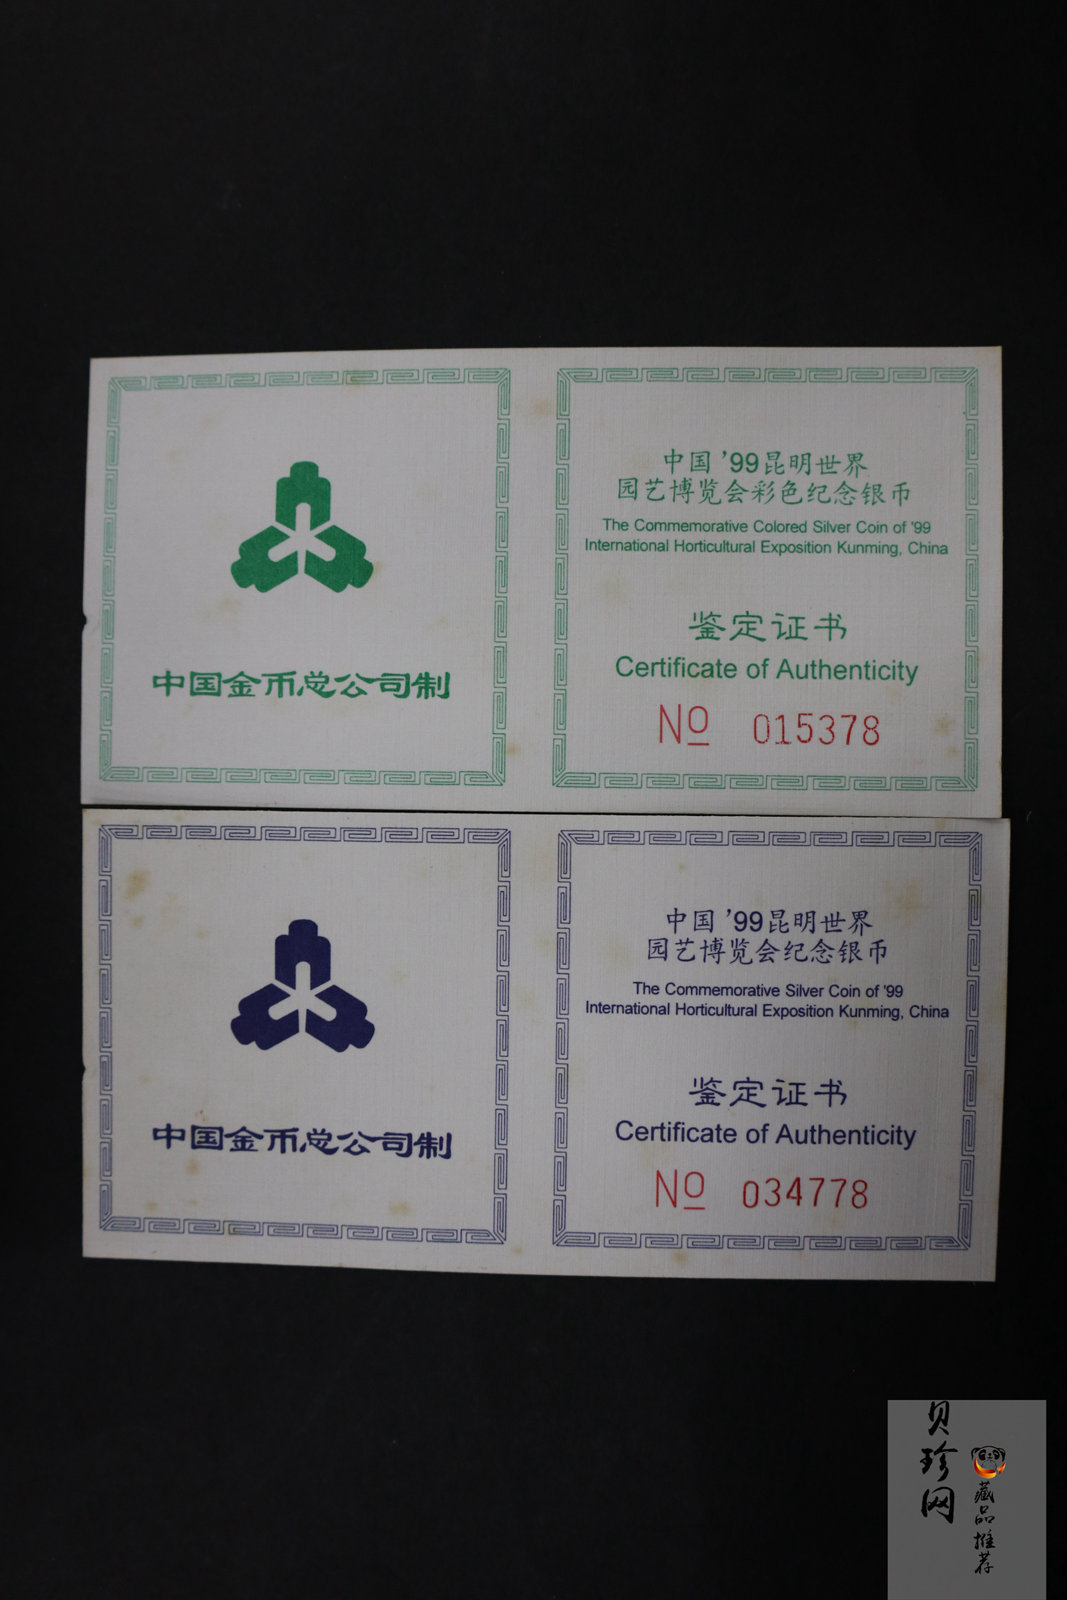 中国金币总公司制
中国 '99昆明世界
园艺博览会彩色纪念银币
The Commemorative Colored Silver Coin of '99
International Horticultural Exposition Kunming, China
鉴定证书
Certificate of Authenticity
No 015378
中国金币总公司制
中国 '99昆明世界
园艺博览会纪念银币
The Commemorative Silver Coin of '99
International Horticultural Exposition Kunming, China
鉴定证书
Certificate of Authenticity
No 034778
贝珍网
藏品推荐